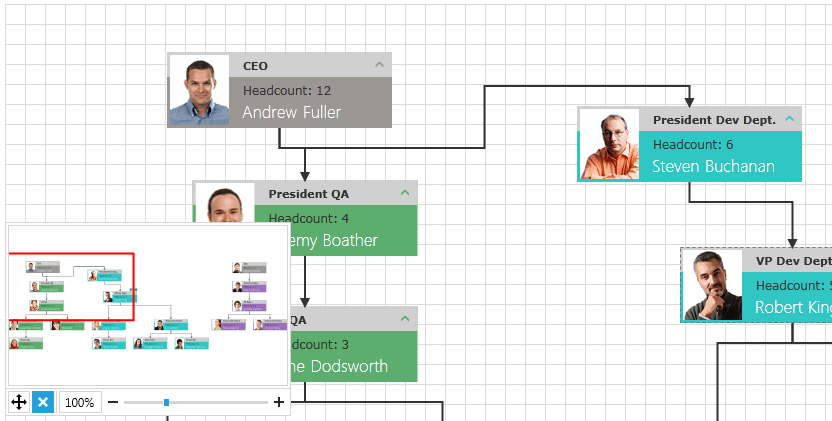 CEO
Headcount: 12
Andrew Fuller
President Dev Dept.
Headcount: 6
Steven Buchanan
President QA
Headcount: 4
emy Boather
VP Dev Dept
Headcount:
Robert King
QA
Headcount: 3
ne Dodsworth
100%